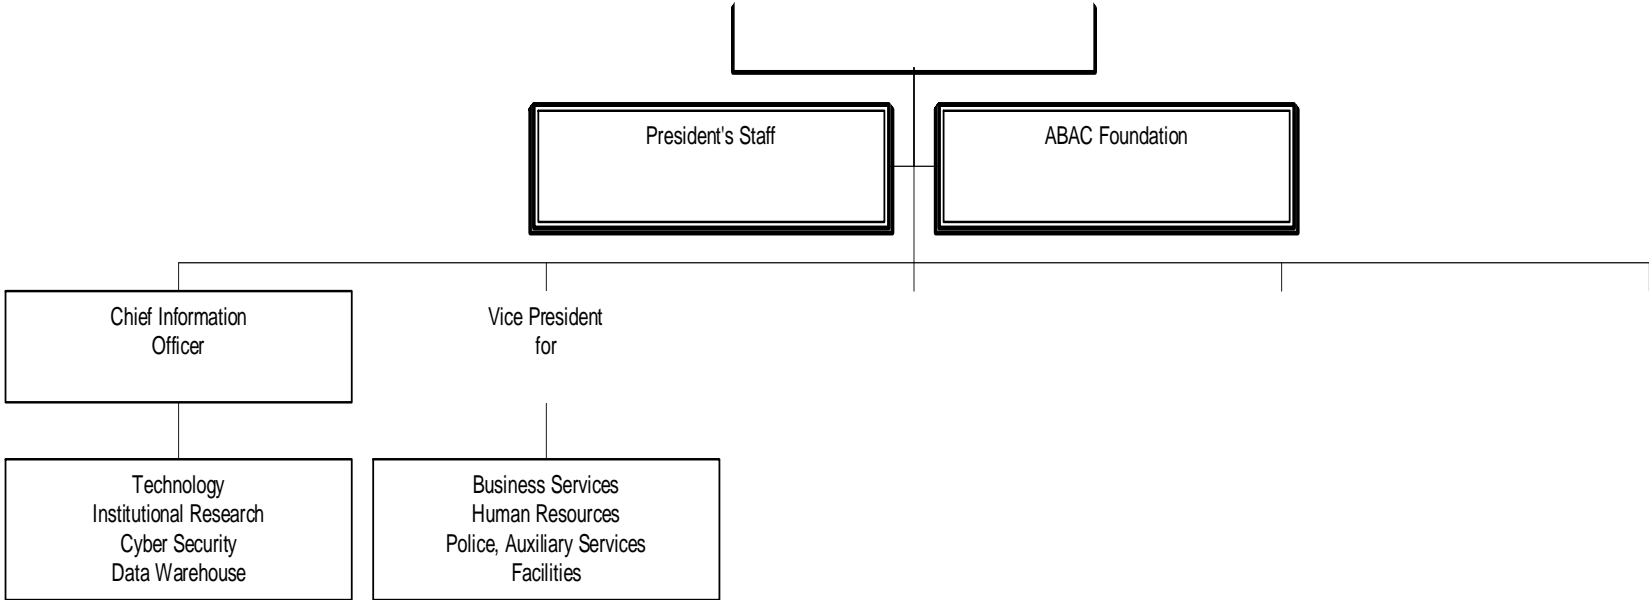 President's Staff
ABAC Foundation
Chief Information
Officer
Vice President
for
Technology
Institutional Research
Cyber Security
Data Warehouse
Business Services
Human Resources
Police, Auxiliary Services
Facilities